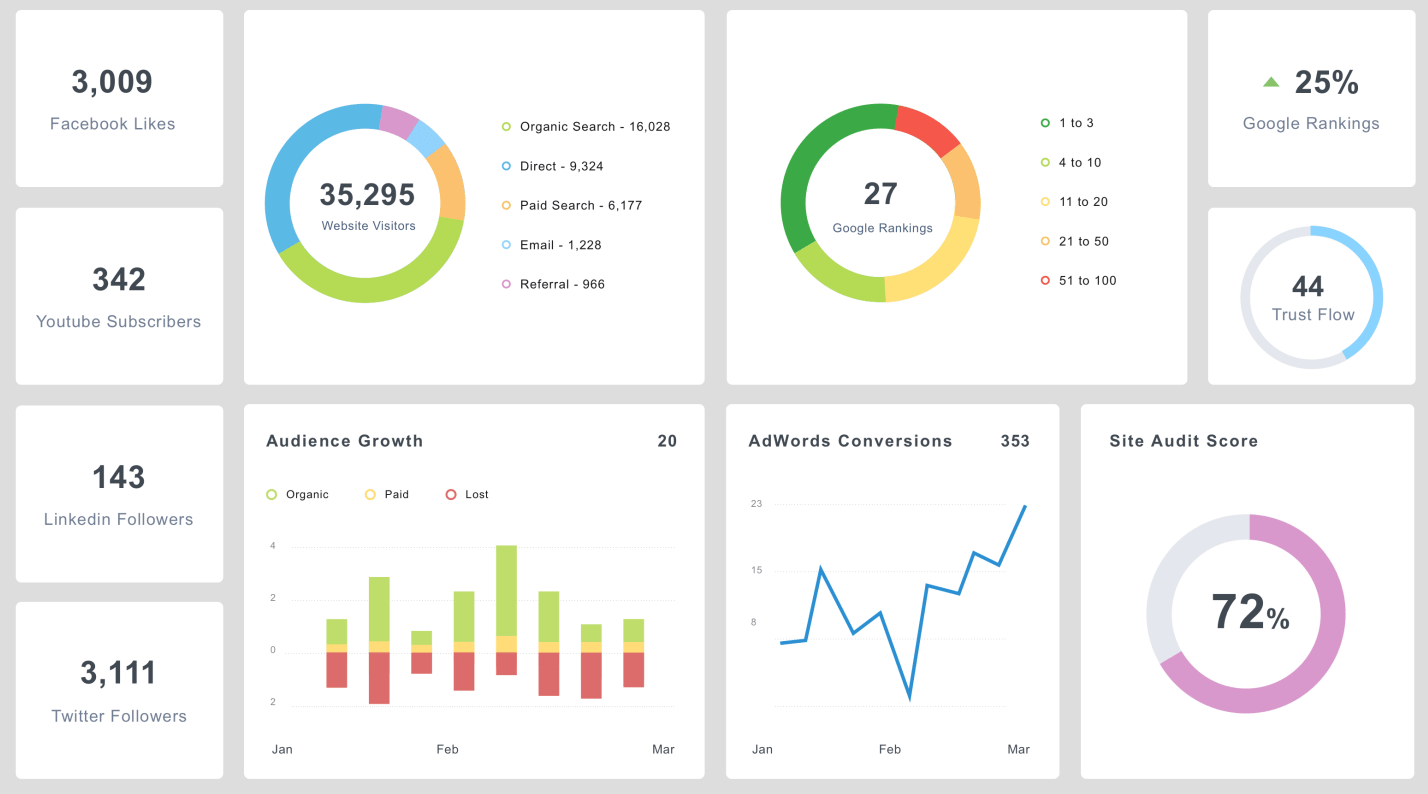 3,009
Facebook Likes
342
Youtube Subscribers
143
Linkedin Followers
3,111
Twitter Followers
35,295
Website Visitors
Organic Search - 16,028
Direct - 9,324
Paid Search - 6,177
Email - 1,228
Referral - 966
27
Google Rankings
1 to 3
4 to 10
11 to 20
21 to 50
51 to 100
25%
Google Rankings
44
Trust Flow
Audience Growth 20
Organic Paid Lost
4
2
0
2
Jan Feb Mar
AdWords Conversions 353
23
15
8
Jan Feb Mar
Site Audit Score
72%